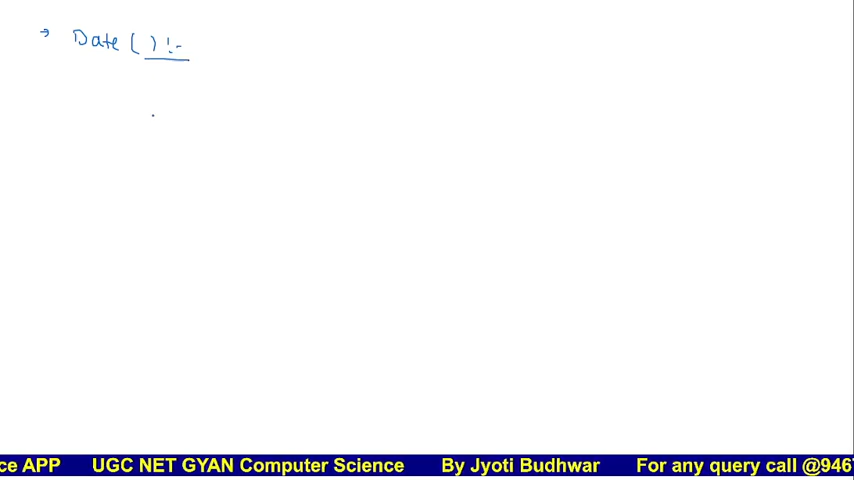 → Date ( ) :-
ce APP UGC NET GYAN Computer Science By Jyoti Budhwar For any query call @946